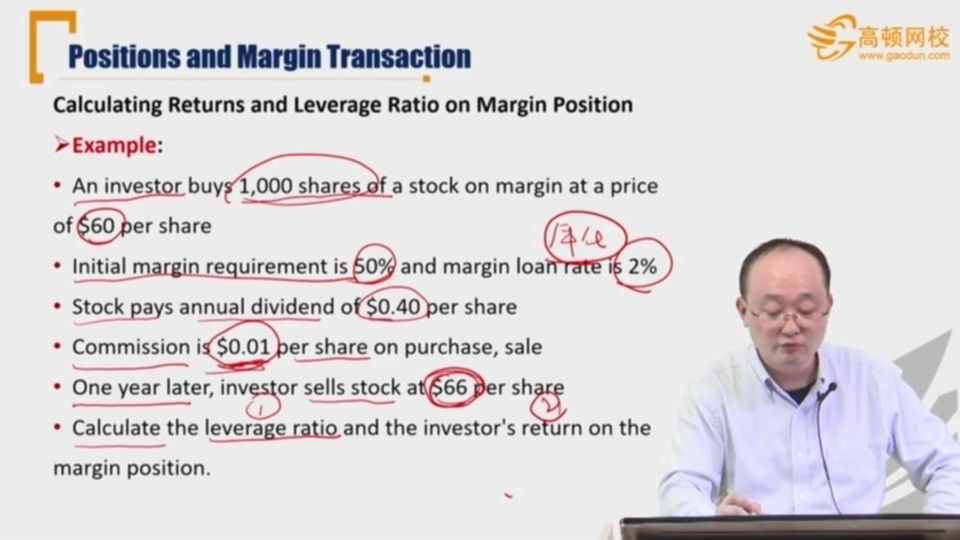 Positions and Margin Transaction
高顿网校
www.gaodun.com
Calculating Returns and Leverage Ratio on Margin Position
Example:
An investor buys 1,000 shares of a stock on margin at a price
of $60 per share
Initial margin requirement is 50% and margin loan rate is 2%
Stock pays annual dividend of $0.40 per share
Commission is $0.01 per share on purchase, sale
One year later, investor sells stock at $66 per share
① ②
Calculate the leverage ratio and the investor's return on the
margin position.